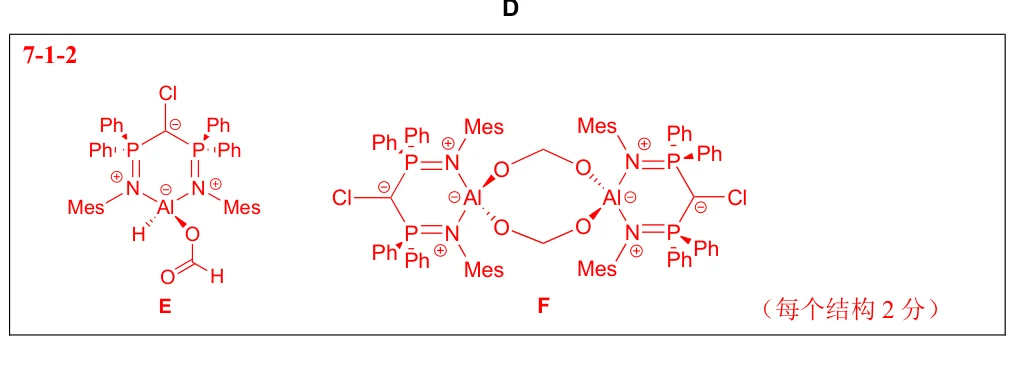 D
7-1-2
Cl
⊖
Ph Ph
Ph P P Ph
⊕ N ⊖ N ⊕
Mes Al Mes
H O
O H
E
Ph Ph ⊕ Mes Mes ⊕ Ph
P=N O O N=P Ph
Cl ⊖ ⊖ Al Al ⊖ ⊖ Cl
P=N O O N=P
Ph Ph ⊕ Mes Mes ⊕ Ph Ph
F
（每个结构 2 分）